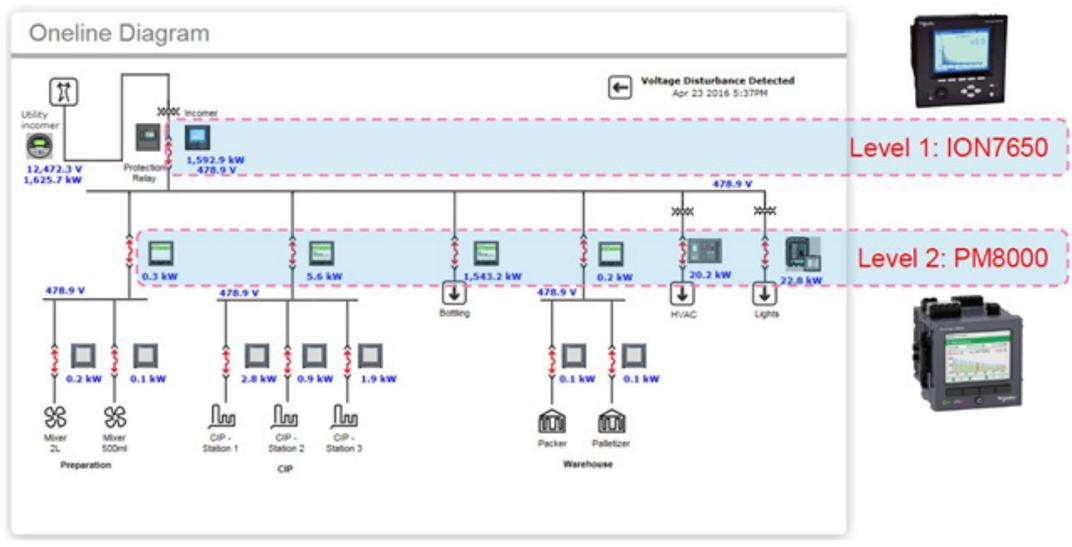 Oneline Diagram
Voltage Disturbance Detected
Apr 23 2016 5:37PM
Utility
incomer
12,472.3 V
1,625.7 kW
Protection
Relay
Incomer
1,592.9 kW
478.9 V
Level 1: ION7650
478.9 V
0.3 kW
5.6 kW
1,543.2 kW
0.2 kW
20.2 kW
22.8 kW
Level 2: PM8000
478.9 V
478.9 V
Bottling
478.9 V
HVAC
Lights
0.2 kW
0.1 kW
2.8 kW
0.9 kW
1.9 kW
0.1 kW
0.1 kW
Mixer
2L
Mixer
500ml
CIP -
Station 1
CIP -
Station 2
CIP -
Station 3
Packer
Palletizer
Preparation
CIP
Warehouse